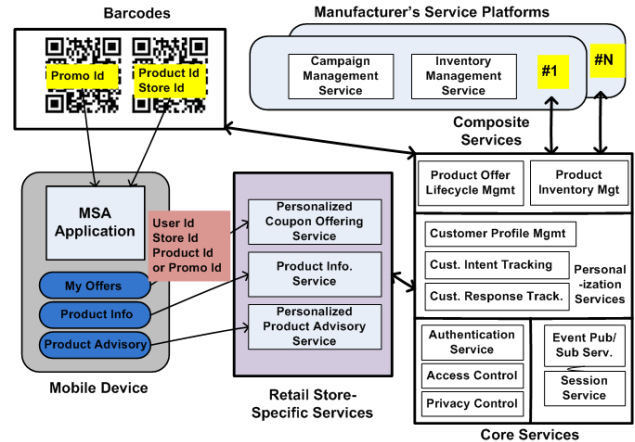 Barcodes
Promo Id
Product Id
Store Id
Manufacturer's Service Platforms
Campaign
Management
Service
Inventory
Management
Service
#1
#N
Composite
Services
MSA
Application
User Id
Store Id
Product Id
or Promo Id
My Offers
Product Info
Product Advisory
Mobile Device
Personalized
Coupon Offering
Service
Product Info.
Service
Personalized
Product Advisory
Service
Retail Store-
Specific Services
Product Offer
Lifecycle Mgmt
Product
Inventory Mgt
Customer Profile Mgmt
Cust. Intent Tracking
Cust. Response Track.
Personal
-ization
Services
Authentication
Service
Access Control
Privacy Control
Event Pub/
Sub Serv.
Session
Service
Core Services